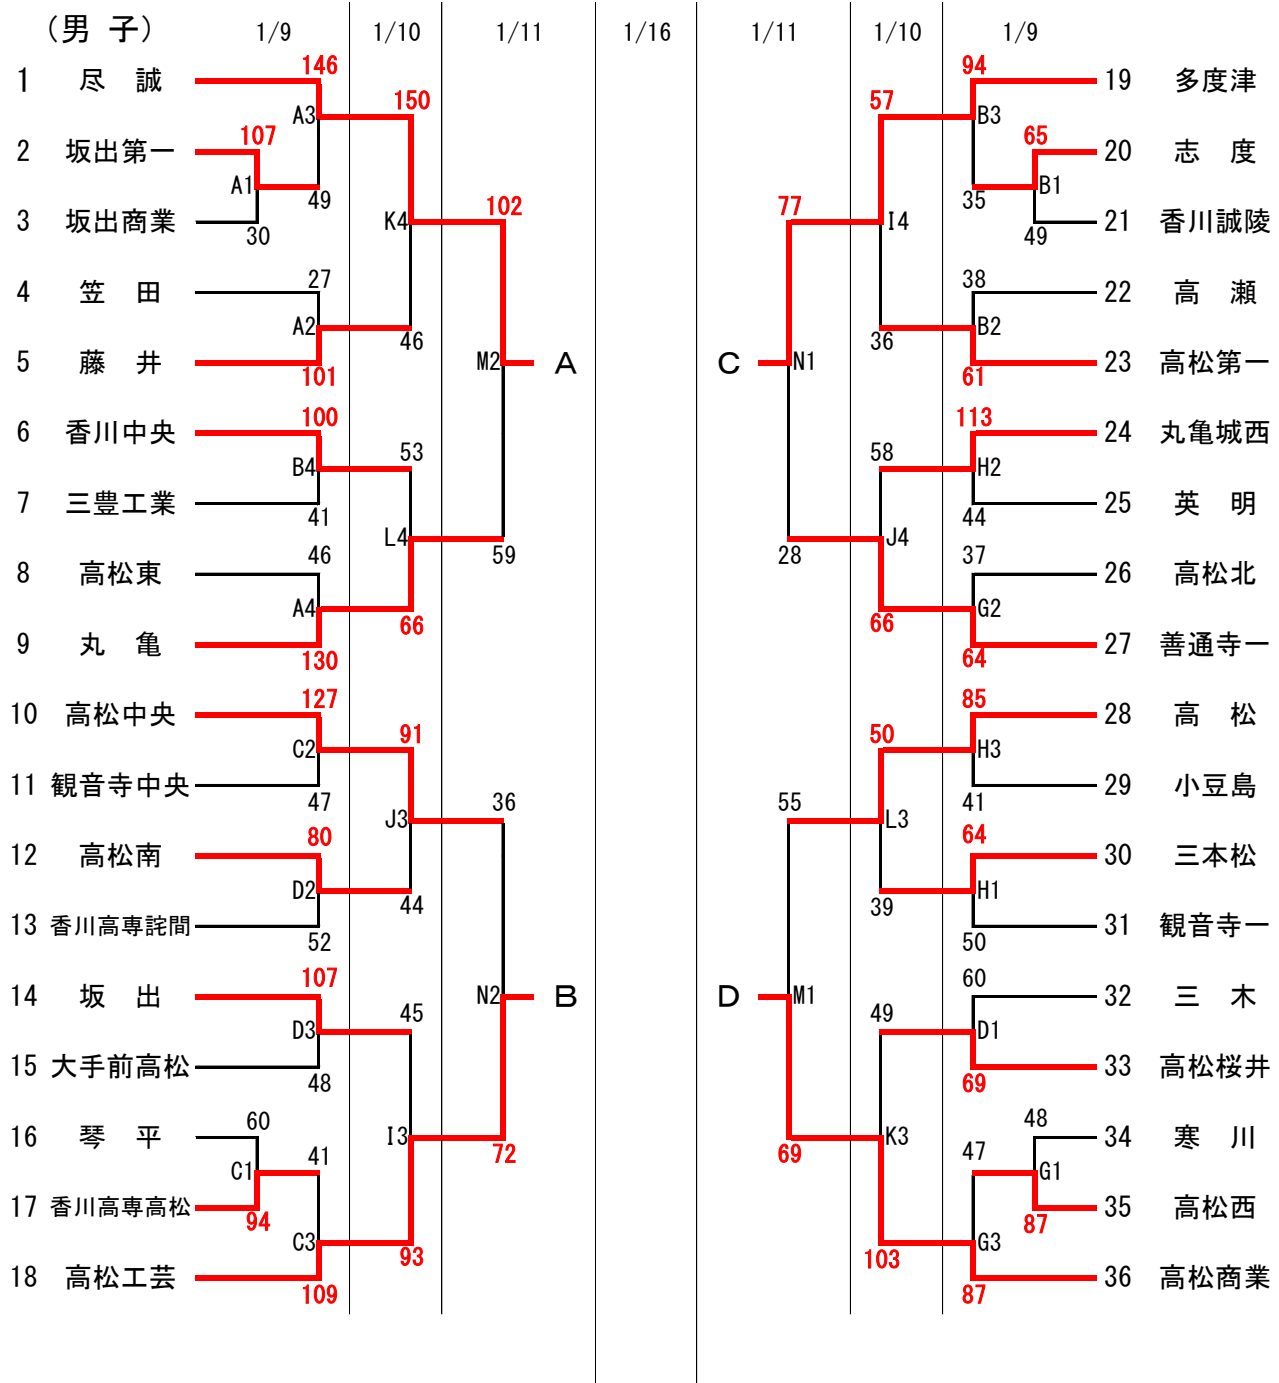 （男 子） 1/9 1/10 1/11 1/16 1/11 1/10 1/9
146 94
1 尽 誠 19 多度津
150 57
A3 B3
107 65
2 坂出第一 20 志 度
A1 B1
49 35
102 77
3 坂出商業 K4 I4 21 香川誠陵
30 49
27 38
4 笠 田 22 高 瀬
A2 B2
46 36
5 藤 井 M2 A C N1 23 高松第一
101 61
100 113
6 香川中央 24 丸亀城西
53 58
B4 H2
7 三豊工業 25 英 明
41 44
L4 J4
46 59 28 37
8 高松東 26 高松北
A4 G2
66 66
9 丸 亀 27 善通寺一
130 64
127 85
10 高松中央 28 高 松
91 50
C2 H3
11 観音寺中央 29 小豆島
47 36 55 41
J3 L3
80 64
12 高松南 30 三本松
D2 H1
44 39
13 香川高専詫間 31 観音寺一
52 50
107 60
14 坂 出 N2 B D M1 32 三 木
45 49
D3 D1
15 大手前高松 33 高松桜井
48 69
60 48
16 琴 平 I3 K3 34 寒 川
41 72 69 47
C1 G1
17 香川高専高松 35 高松西
94 87
C3 G3
93 103
18 高松工芸 36 高松商業
109 87